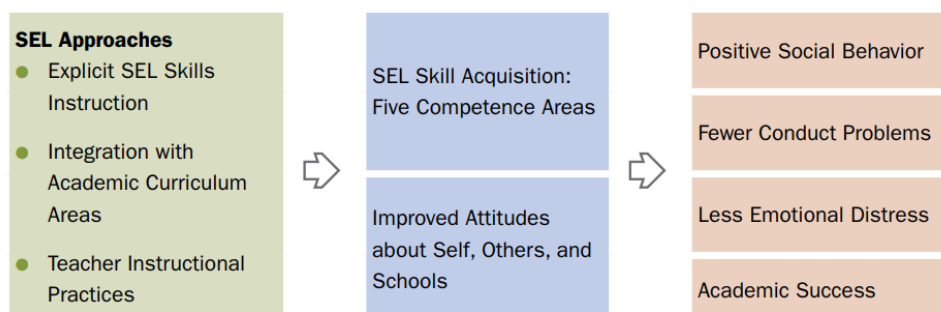 SEL Approaches
Explicit SEL Skills
Instruction
Integration with
Academic Curriculum
Areas
Teacher Instructional
Practices
SEL Skill Acquisition:
Five Competence Areas
Improved Attitudes
about Self, Others, and
Schools
Positive Social Behavior
Fewer Conduct Problems
Less Emotional Distress
Academic Success